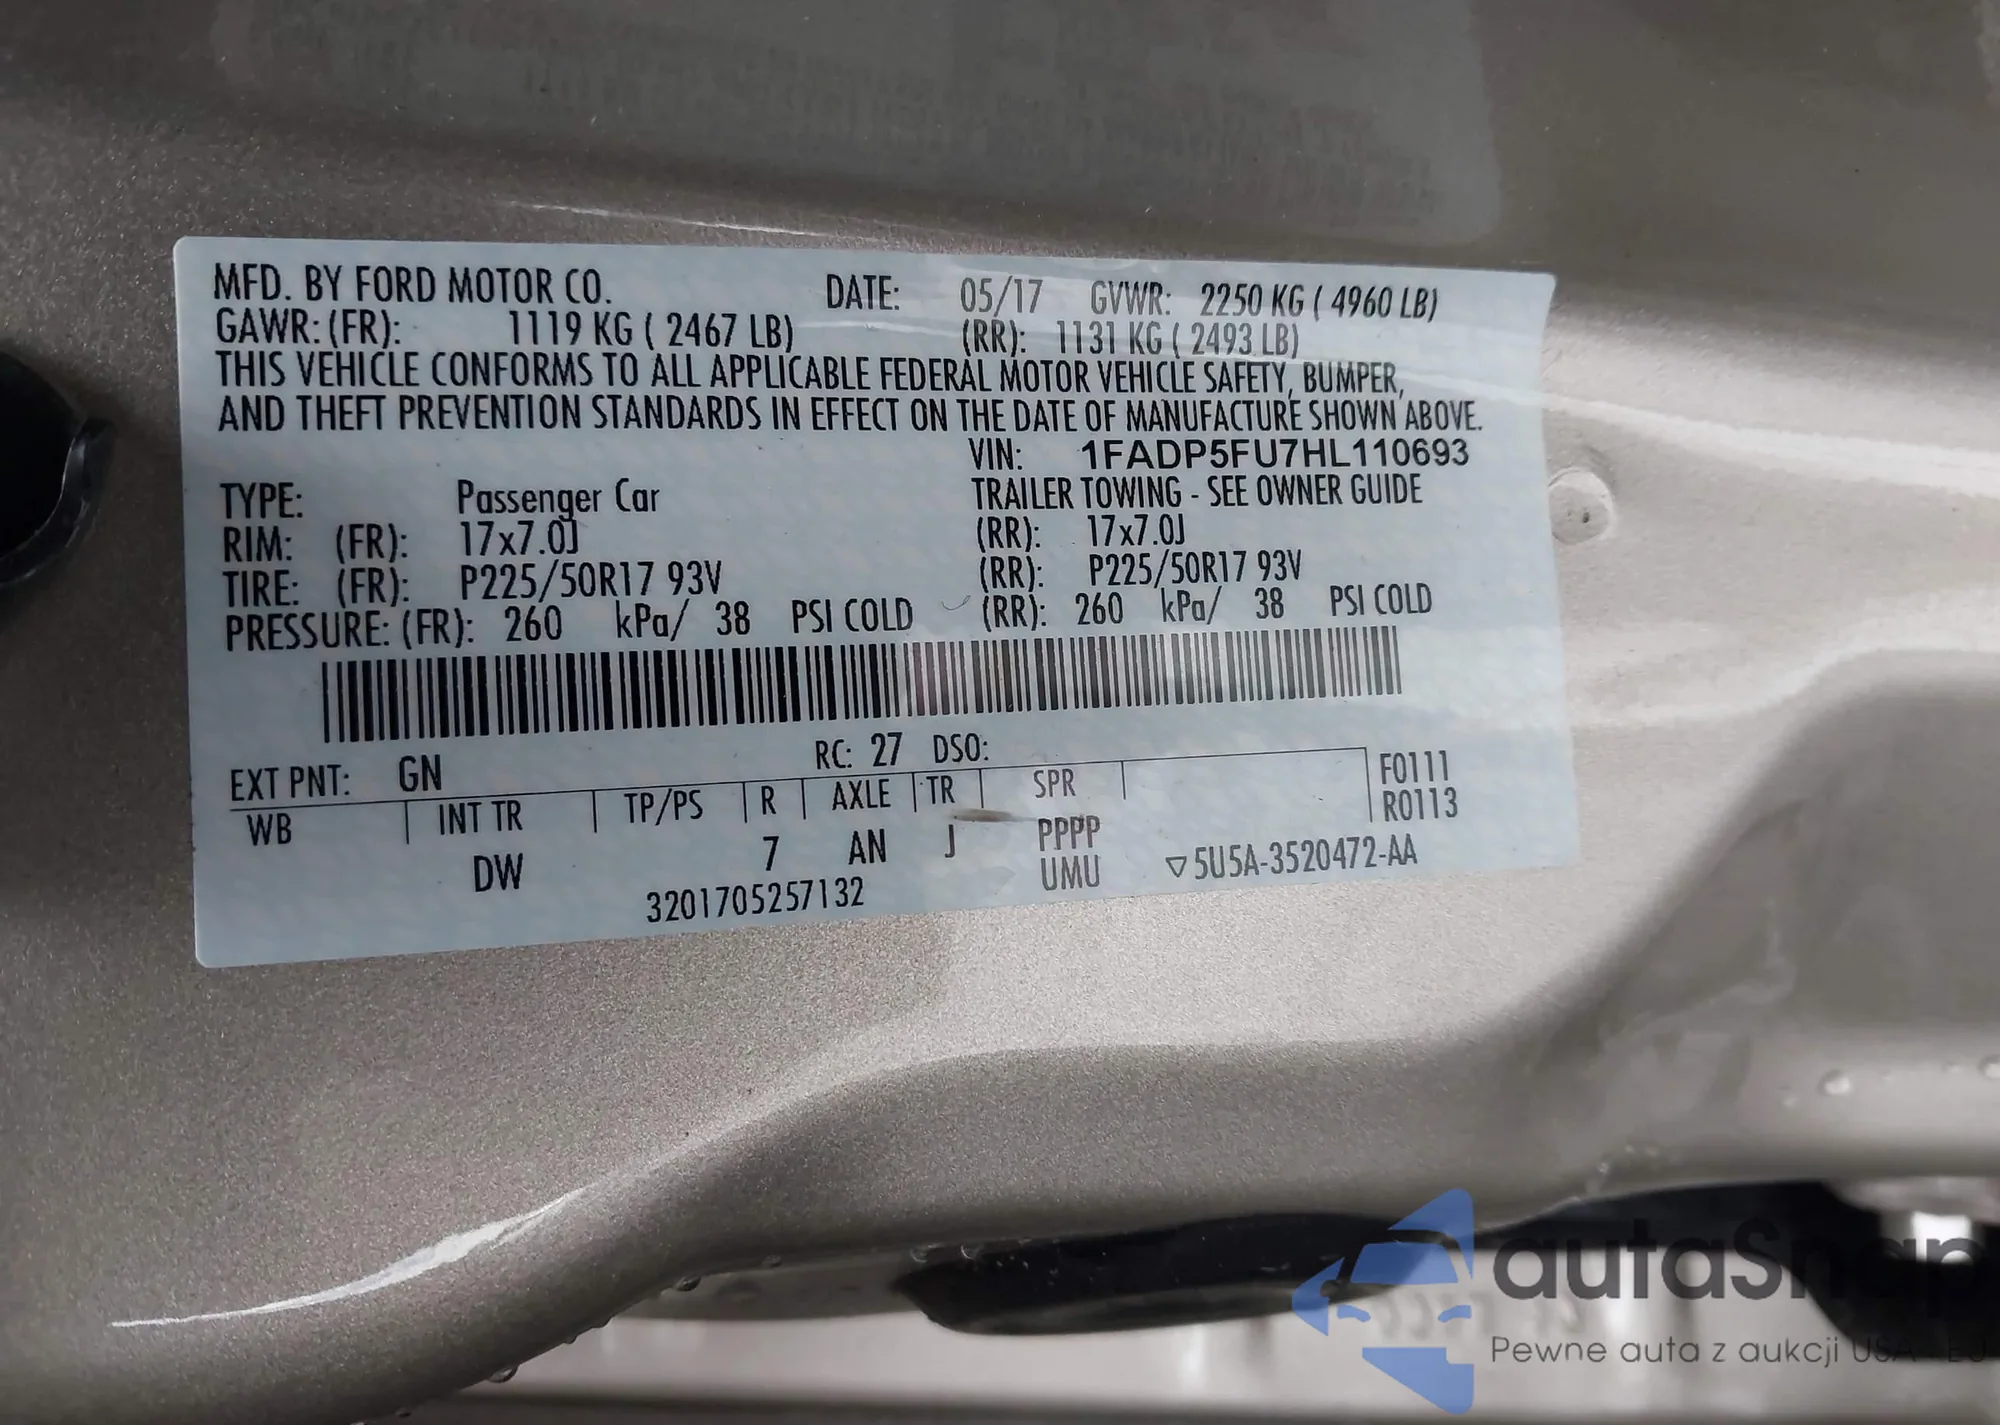 MFD. BY FORD MOTOR CO. DATE: 05/17 GVWR: 2250 KG ( 4960 LB)
GAWR: (FR): 1119 KG ( 2467 LB) (RR): 1131 KG ( 2493 LB)
THIS VEHICLE CONFORMS TO ALL APPLICABLE FEDERAL MOTOR VEHICLE SAFETY, BUMPER,
AND THEFT PREVENTION STANDARDS IN EFFECT ON THE DATE OF MANUFACTURE SHOWN ABOVE.
VIN: 1FADP5FU7HL110693
TYPE: Passenger Car TRAILER TOWING - SEE OWNER GUIDE
RIM: (FR): 17x7.0J (RR): 17x7.0J
TIRE: (FR): P225/50R17 93V (RR): P225/50R17 93V
PRESSURE: (FR): 260 kPa/ 38 PSI COLD (RR): 260 kPa/ 38 PSI COLD
EXT PNT: GN RC: 27 DSO: F0111
WB INT TR TP/PS R AXLE TR SPR R0113
DW 7 AN J PPPP
3201705257132 UMU ▽5U5A-3520472-AA
autaSnap
Pewne auta z aukcji USA - EU